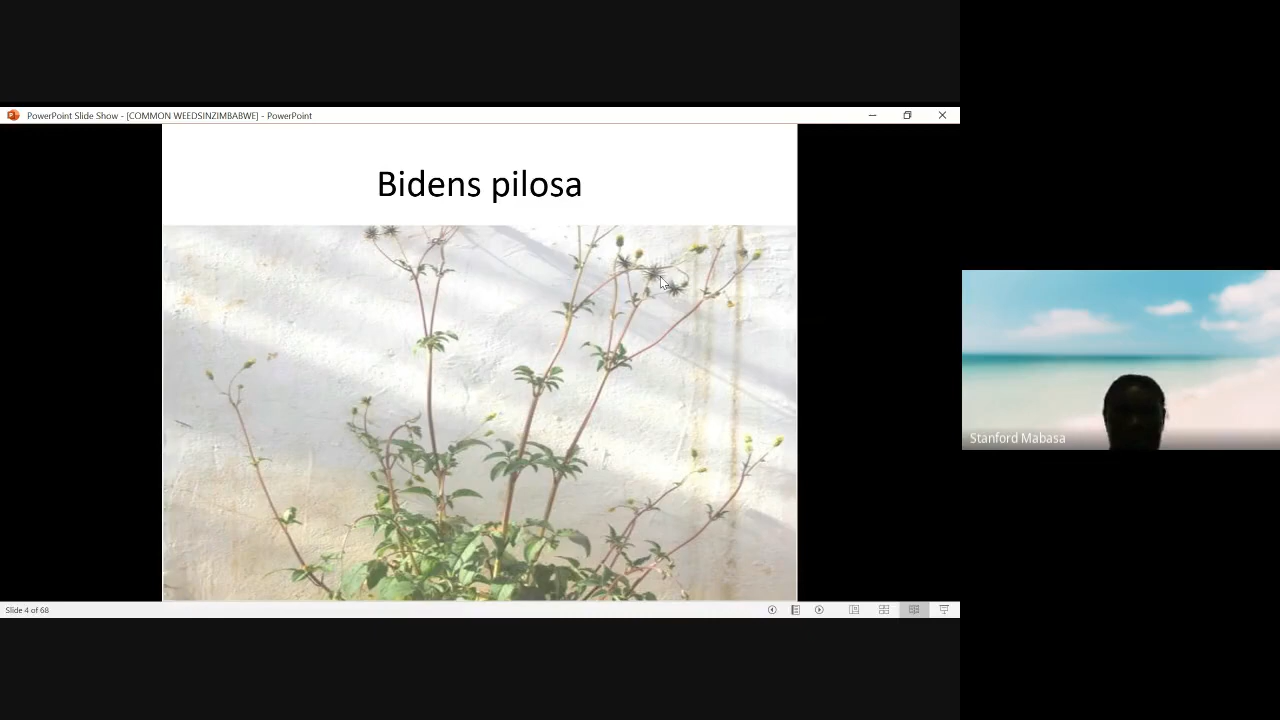 PowerPoint Slide Show - [COMMON WEEDSINZIMBABWE] - PowerPoint
Bidens pilosa
Stanford Mabasa
Slide 4 of 68